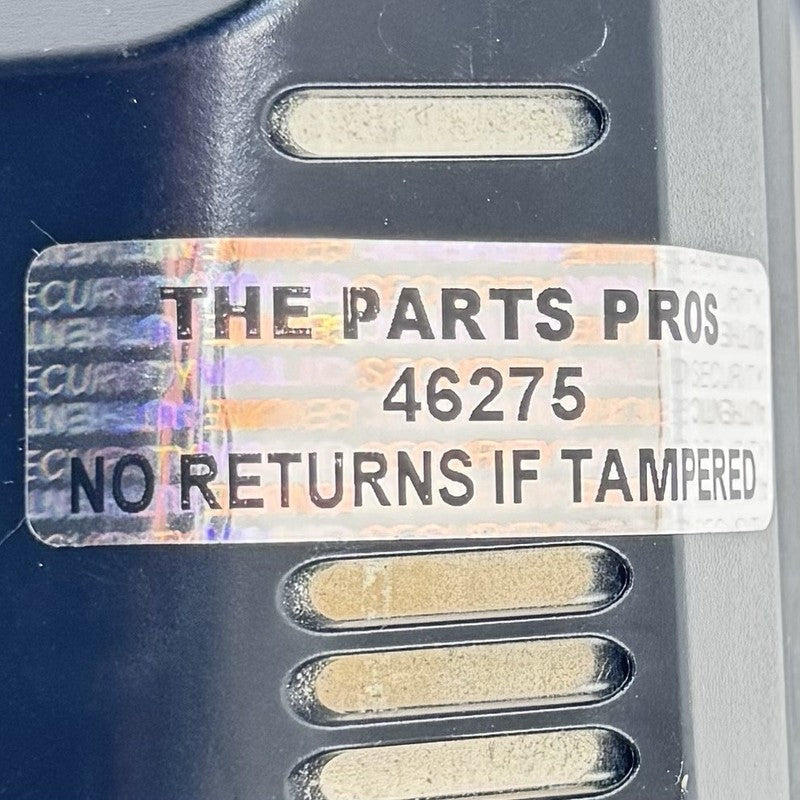 THE PARTS PROS
46275
NO RETURNS IF TAMPERED